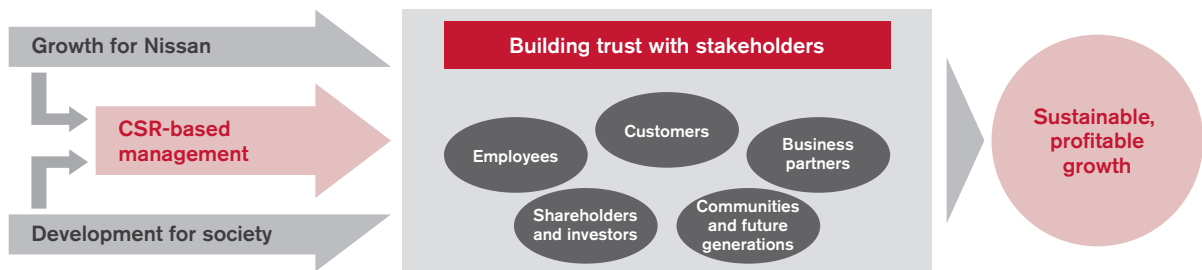 Growth for Nissan
CSR-based
management
Development for society
Building trust with stakeholders
Customers
Employees
Business
partners
Shareholders
and investors
Communities
and future
generations
Sustainable,
profitable
growth